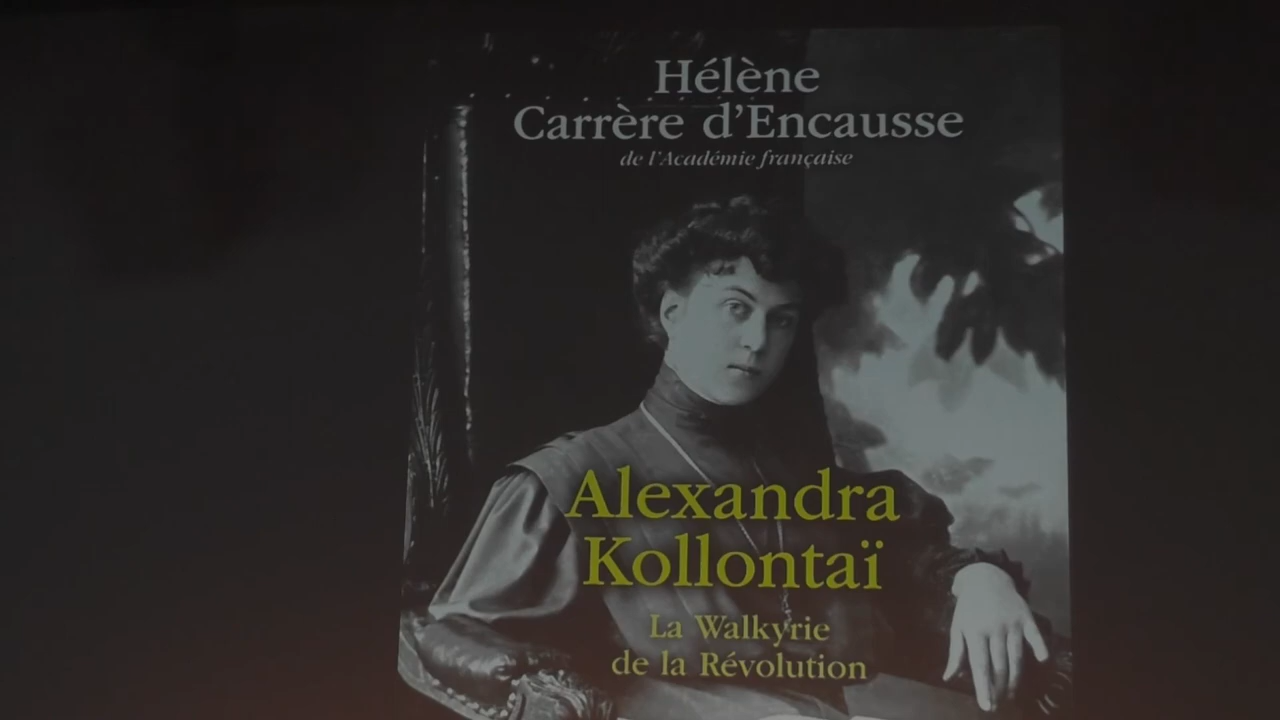 Hélène
Carrère d'Encausse
de l'Académie française
Alexandra
Kollontaï
La Walkyrie
de la Révolution